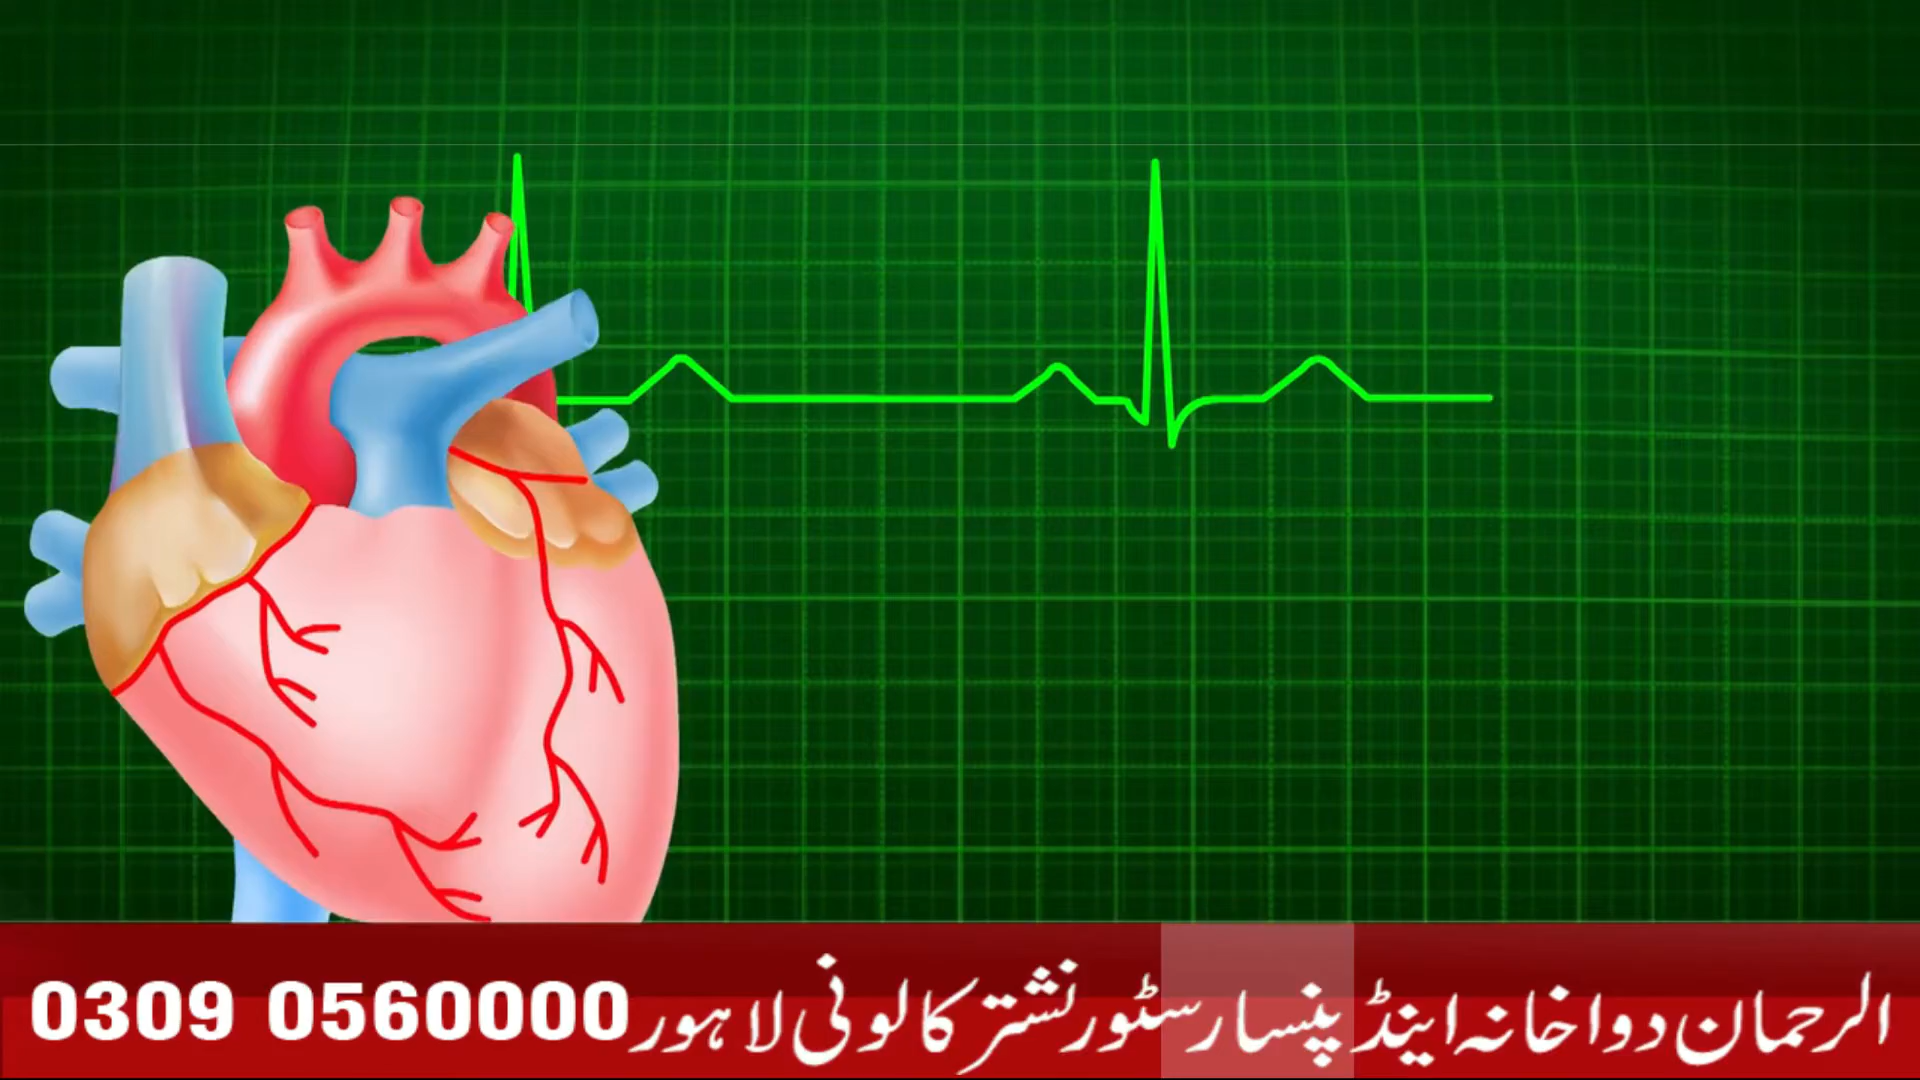 الرحمان دواخانہ اینڈ پنسار سٹور نشتر کالونی لاہور 0309 0560000